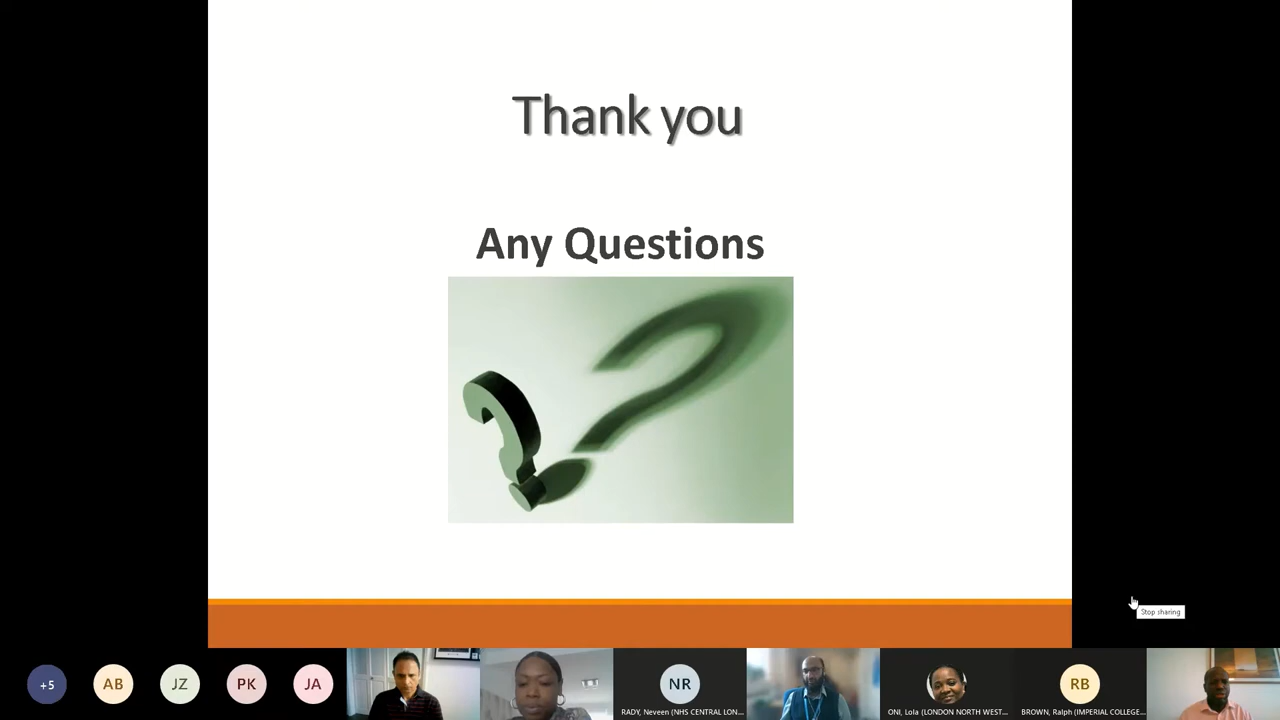 Thank you
Any Questions
Stop sharing
+5
AB
JZ
PK
JA
NR
RADY, Neveen (NHS CENTRAL LON...
ONI, Lola (LONDON NORTH WEST...
RB
BROWN, Ralph (IMPERIAL COLLEGE...